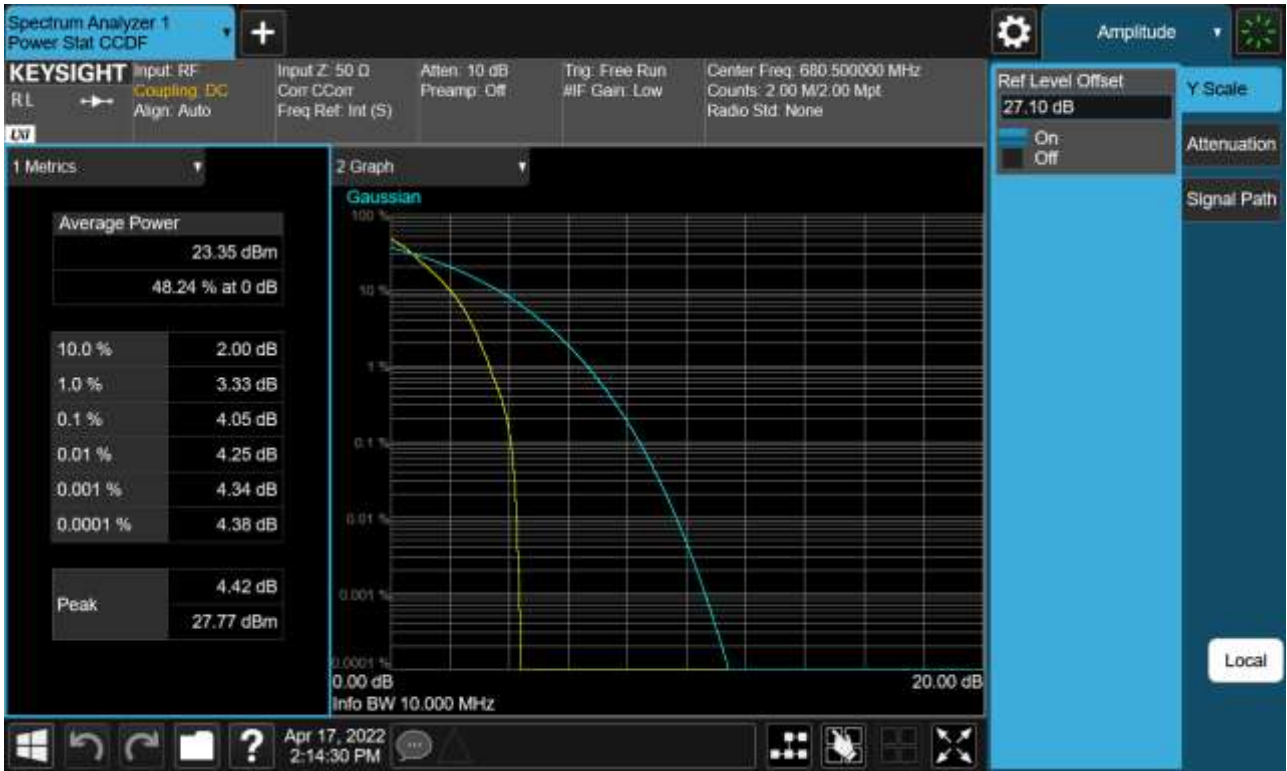 Spectrum Analyzer 1
Power Stat CCDF
+
Amplitude
KEYSIGHT
RL
LXI
Input: RF
Coupling: DC
Align: Auto
Input Z: 50 Ω
Corr CCorr
Freq Ref: Int (S)
Atten: 10 dB
Preamp: Off
Trig: Free Run
#IF Gain: Low
Center Freq: 680.500000 MHz
Counts: 2.00 M/2.00 Mpt
Radio Std: None
Ref Level Offset
27.10 dB
On
Off
Y Scale
Attenuation
Signal Path
1 Metrics
Average Power
23.35 dBm
48.24 % at 0 dB
10.0 % 2.00 dB
1.0 % 3.33 dB
0.1 % 4.05 dB
0.01 % 4.25 dB
0.001 % 4.34 dB
0.0001 % 4.38 dB
Peak
4.42 dB
27.77 dBm
2 Graph
Gaussian
100 %
10 %
1 %
0.1 %
0.01 %
0.001 %
0.0001 %
0.00 dB 20.00 dB
Info BW 10.000 MHz
Local
?
Apr 17, 2022
2:14:30 PM